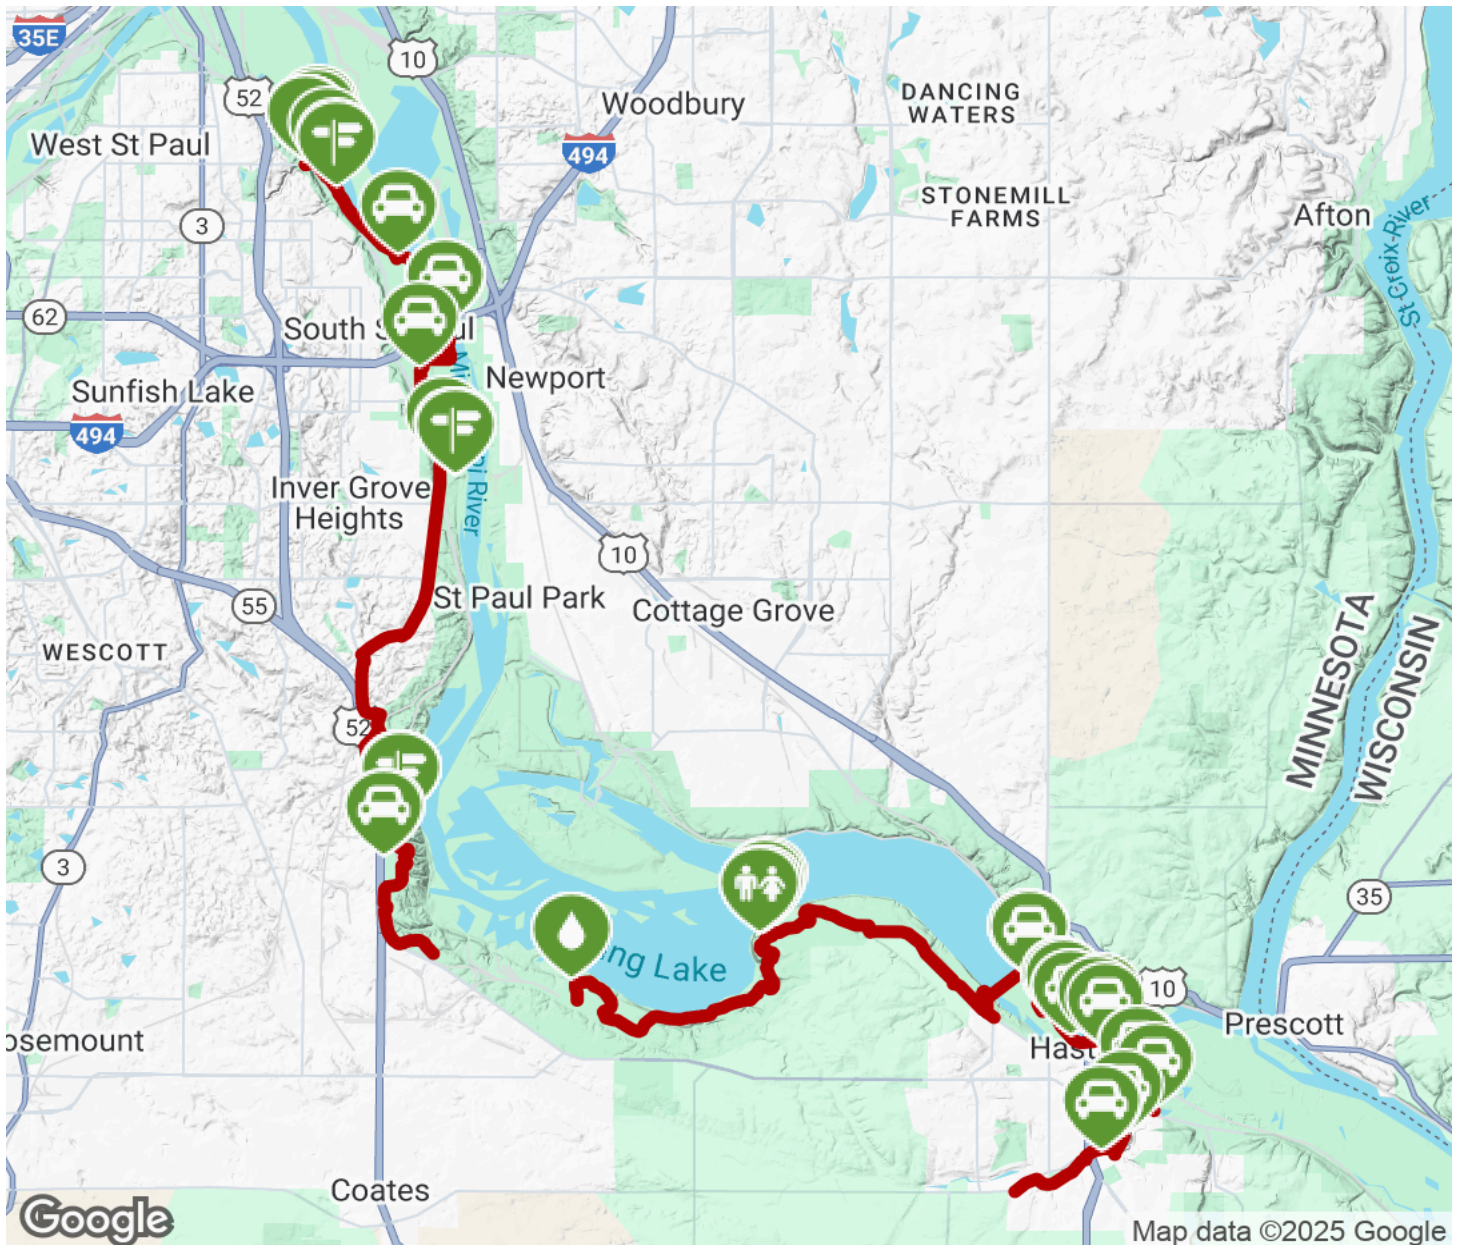 35E
10
52
Woodbury
DANCING
WATERS
West St Paul
494
STONEMILL
FARMS
3
Afton
St Croix River
62
South S
ul
Newport
Sunfish Lake
494
Inver Grove
Heights
River
10
55
St Paul Park
Cottage Grove
WESCOTT
MINNESOTA
WISCONSIN
52
3
35
ng Lake
10
Prescott
osemount
Hast
Coates
Google
Map data ©2025 Google